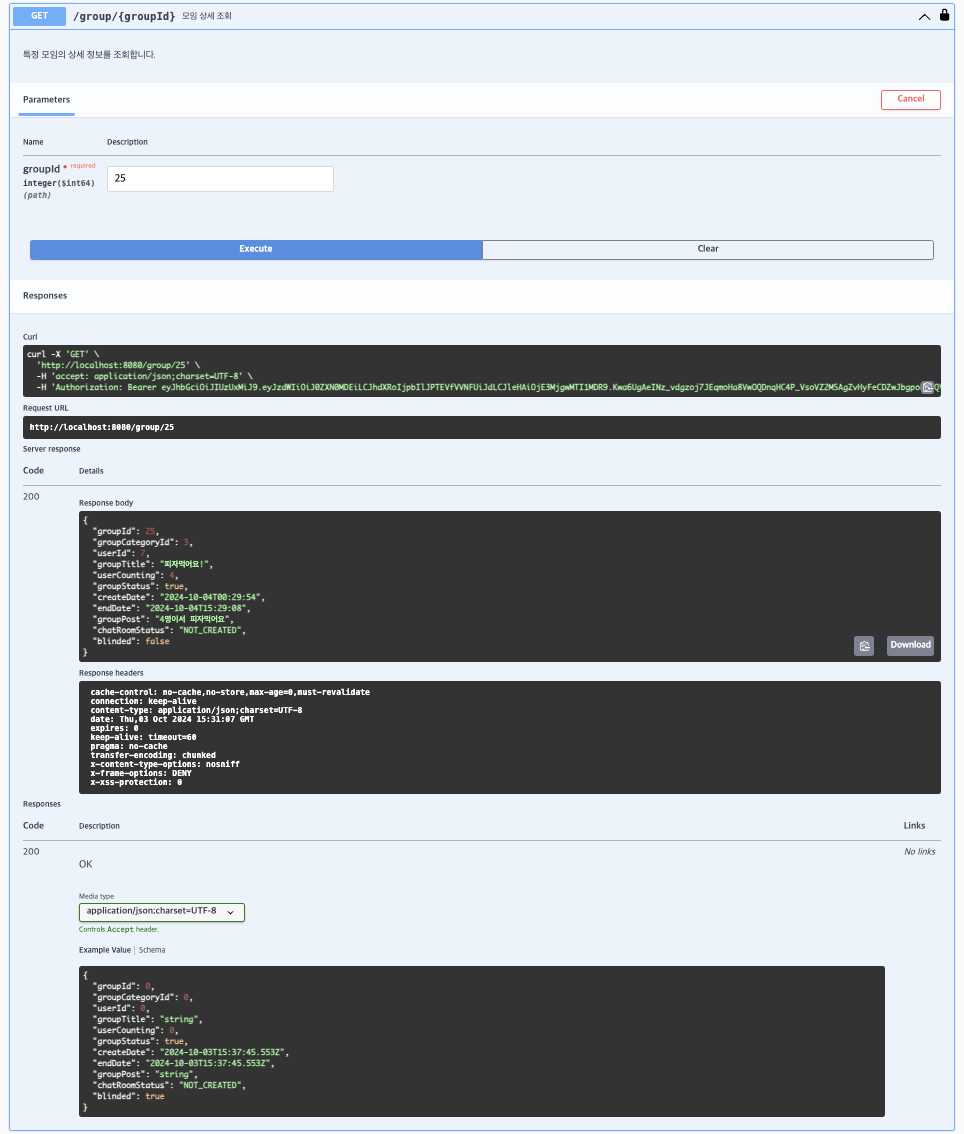 GET /group/{groupId} 모임 상세 조회
특정 모임의 상세 정보를 조회합니다.
Parameters
Cancel
Name Description
groupId * required
integer($int64)
(path)
25
Execute Clear
Responses
Curl
curl -X 'GET' \
'http://localhost:8080/group/25' \
-H 'accept: application/json;charset=UTF-8' \
-H 'Authorization: Bearer
Request URL
http://localhost:8080/group/25
Server response
Code Details
200
Response body
{
"groupId": 25,
"groupCategoryId": 3,
"userId": 7,
"groupTitle": "피자먹어요!",
"userCounting": 4,
"groupStatus": true,
"createDate": "2024-10-04T00:29:54",
"endDate": "2024-10-04T15:29:08",
"groupPost": "4명이서 피자먹어요",
"chatRoomStatus": "NOT_CREATED",
"blinded": false
}
Download
Response headers
cache-control: no-cache,no-store,max-age=0,must-revalidate
connection: keep-alive
content-type: application/json;charset=UTF-8
date: Thu,03 Oct 2024 15:31:07 GMT
expires: 0
keep-alive: timeout=60
pragma: no-cache
transfer-encoding: chunked
x-content-type-options: nosniff
x-frame-options: DENY
x-xss-protection: 0
Responses
Code Description Links
200 No links
OK
Media type
application/json;charset=UTF-8
Controls Accept header.
Example Value | Schema
{
"groupId": 0,
"groupCategoryId": 0,
"userId": 0,
"groupTitle": "string",
"userCounting": 0,
"groupStatus": true,
"createDate": "2024-10-03T15:37:45.553Z",
"endDate": "2024-10-03T15:37:45.553Z",
"groupPost": "string",
"chatRoomStatus": "NOT_CREATED",
"blinded": true
}